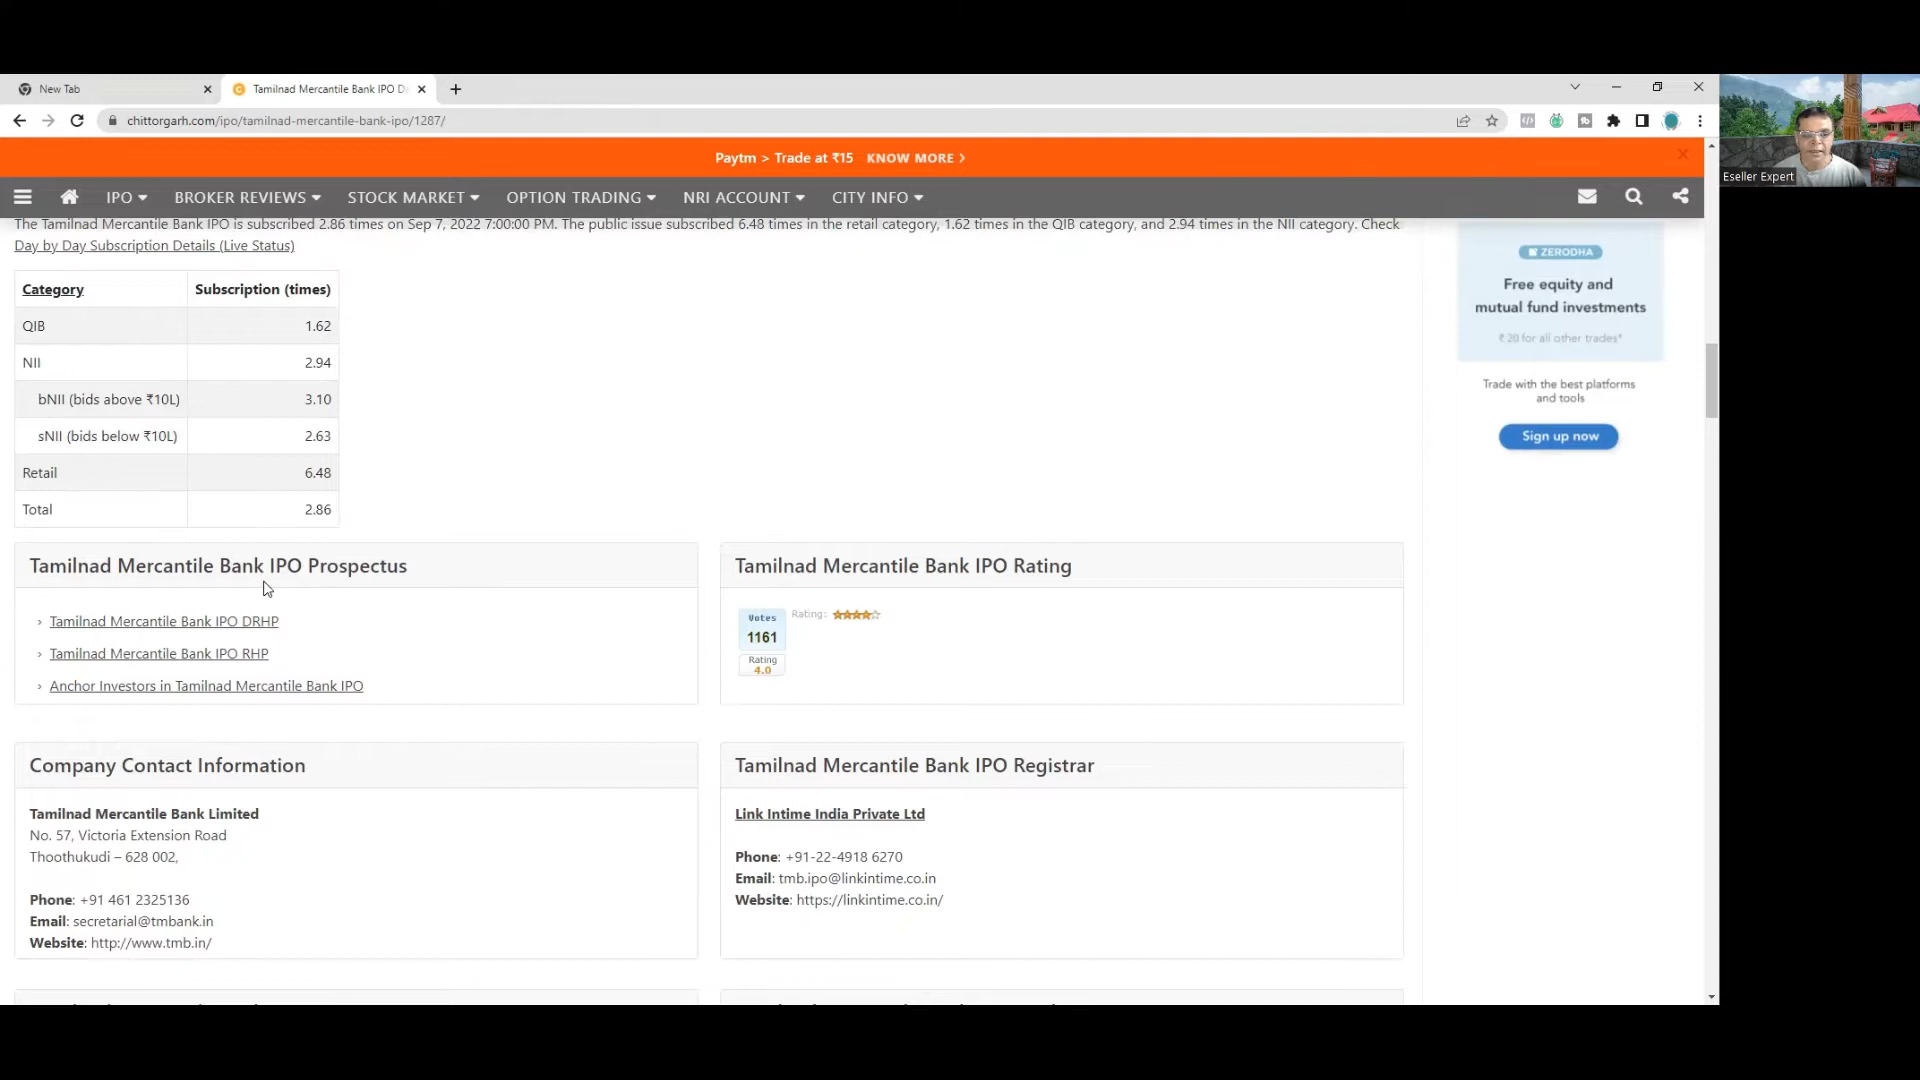 New Tab
Tamilnad Mercantile Bank IPO D
chittorgarh.com/ipo/tamilnad-mercantile-bank-ipo/1287/
Paytm > Trade at ₹15 KNOW MORE >
IPO BROKER REVIEWS STOCK MARKET OPTION TRADING NRI ACCOUNT CITY INFO
Eseller Expert
The Tamilnad Mercantile Bank IPO is subscribed 2.86 times on Sep 7, 2022 7:00:00 PM. The public issue subscribed 6.48 times in the retail category, 1.62 times in the QIB category, and 2.94 times in the NII category. Check
Day by Day Subscription Details (Live Status)
Category Subscription (times)
QIB 1.62
NII 2.94
bNII (bids above ₹10L) 3.10
sNII (bids below ₹10L) 2.63
Retail 6.48
Total 2.86
ZERODHA
Free equity and
mutual fund investments
₹ 20 for all other trades*
Trade with the best platforms
and tools
Sign up now
Tamilnad Mercantile Bank IPO Prospectus
› Tamilnad Mercantile Bank IPO DRHP
› Tamilnad Mercantile Bank IPO RHP
› Anchor Investors in Tamilnad Mercantile Bank IPO
Tamilnad Mercantile Bank IPO Rating
Votes
1161
Rating
4.0
Rating:
Company Contact Information
Tamilnad Mercantile Bank Limited
No. 57, Victoria Extension Road
Thoothukudi – 628 002,
Phone: +91 461 2325136
Email: secretarial@tmbank.in
Website: http://www.tmb.in/
Tamilnad Mercantile Bank IPO Registrar
Link Intime India Private Ltd
Phone: +91-22-4918 6270
Email: tmb.ipo@linkintime.co.in
Website: https://linkintime.co.in/